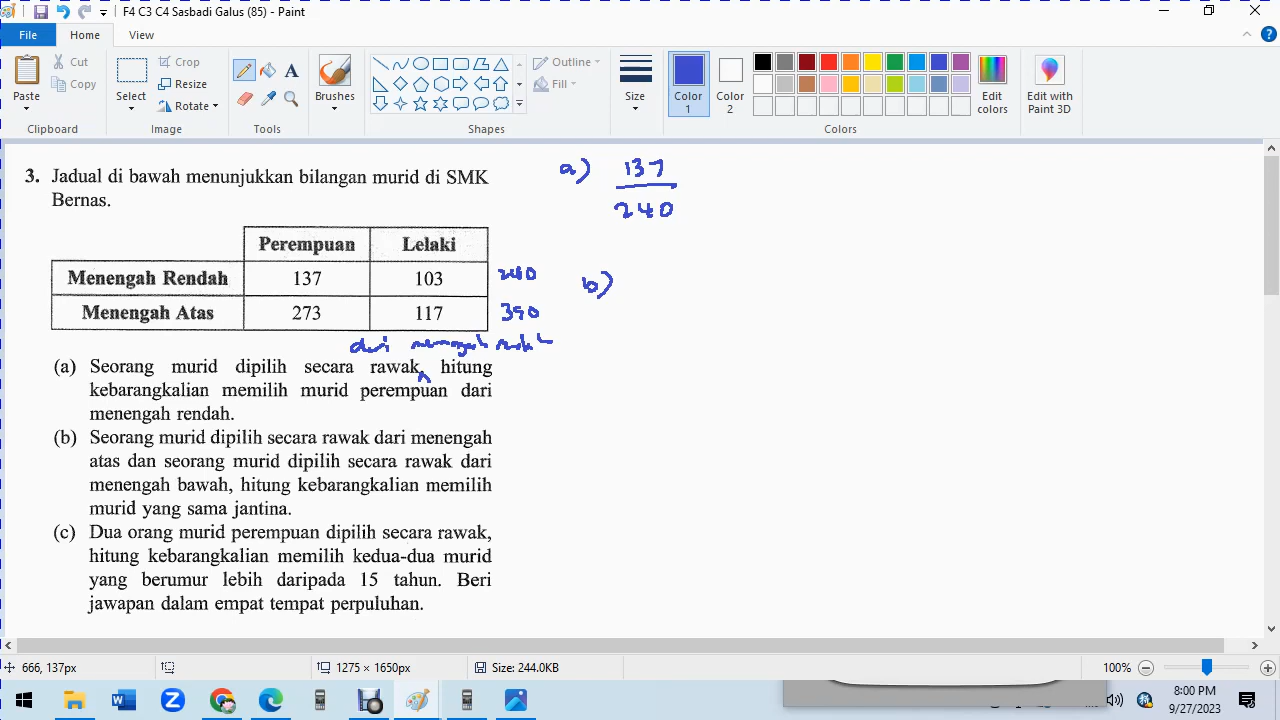 F4 C3 C4 Sasbadi Galus (85) - Paint
File Home View
Paste Cut Copy Clipboard
Select Crop Resize Rotate Image
A Tools
Brushes
Outline Fill Shapes
Size
Color 1 Color 2 Edit colors Colors
Edit with Paint 3D
3. Jadual di bawah menunjukkan bilangan murid di SMK
Bernas.
Perempuan Lelaki
Menengah Rendah 137 103 240
Menengah Atas 273 117 390
dari menengah rendah
(a) Seorang murid dipilih secara rawak, hitung
kebarangkalian memilih murid perempuan dari
menengah rendah.
(b) Seorang murid dipilih secara rawak dari menengah
atas dan seorang murid dipilih secara rawak dari
menengah bawah, hitung kebarangkalian memilih
murid yang sama jantina.
(c) Dua orang murid perempuan dipilih secara rawak,
hitung kebarangkalian memilih kedua-dua murid
yang berumur lebih daripada 15 tahun. Beri
jawapan dalam empat tempat perpuluhan.
a) 137
240
b)
666, 137px 1275 × 1650px Size: 244.0KB 100%
8:00 PM
9/27/2023